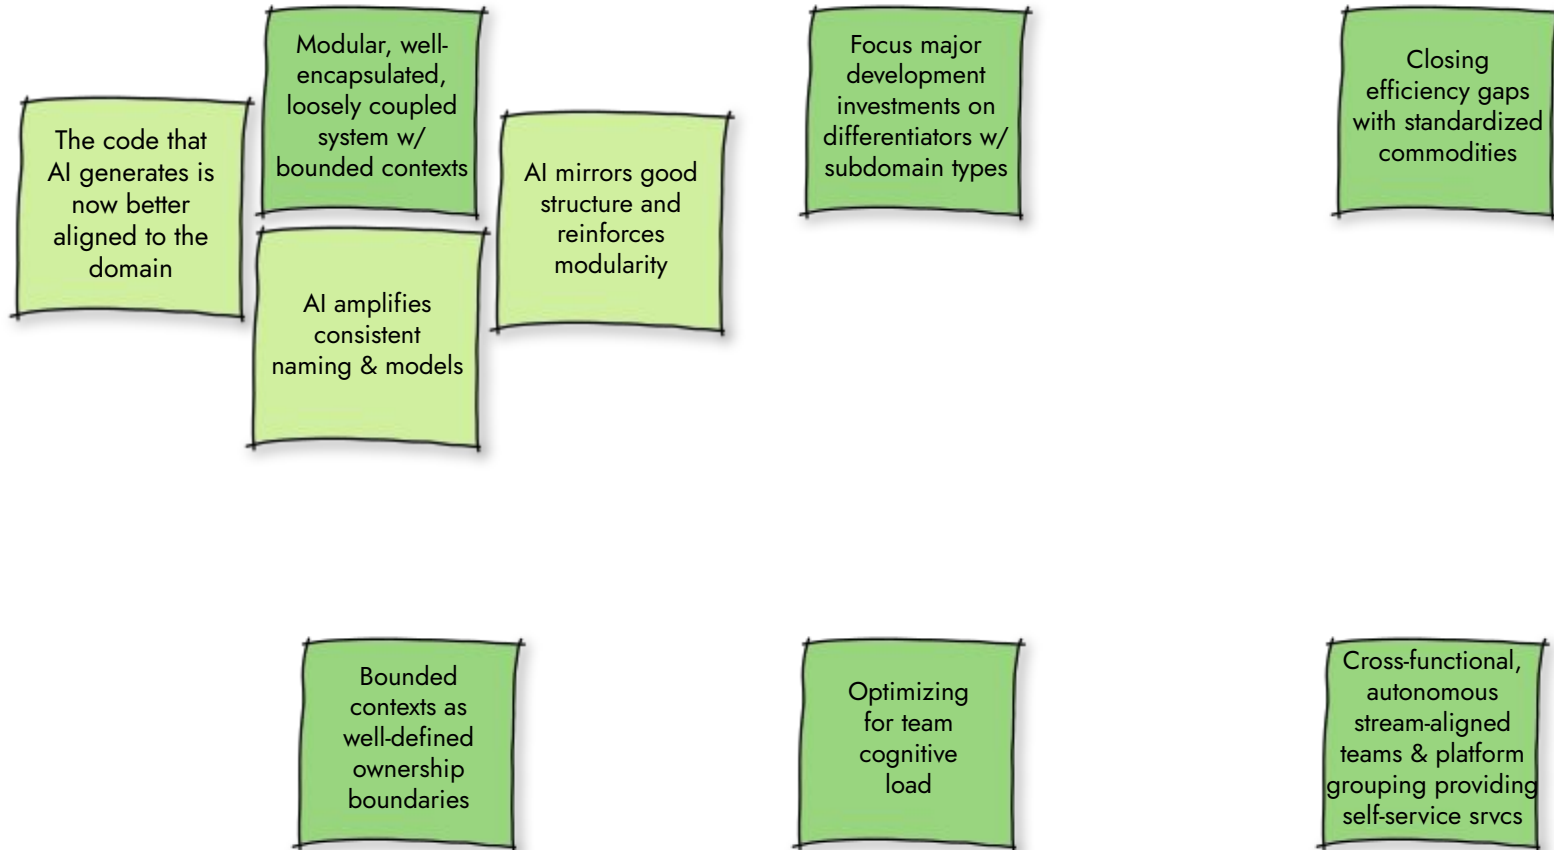 Modular, well-
encapsulated,
loosely coupled
system w/
bounded contexts
Focus major
development
investments on
differentiators w/
subdomain types
Closing
efficiency gaps
with standardized
commodities
The code that
AI generates is
now better
aligned to the
domain
AI mirrors good
structure and
reinforces
modularity
AI amplifies
consistent
naming & models
Bounded
contexts as
well-defined
ownership
boundaries
Optimizing
for team
cognitive
load
Cross-functional,
autonomous
stream-aligned
teams & platform
grouping providing
self-service srvcs